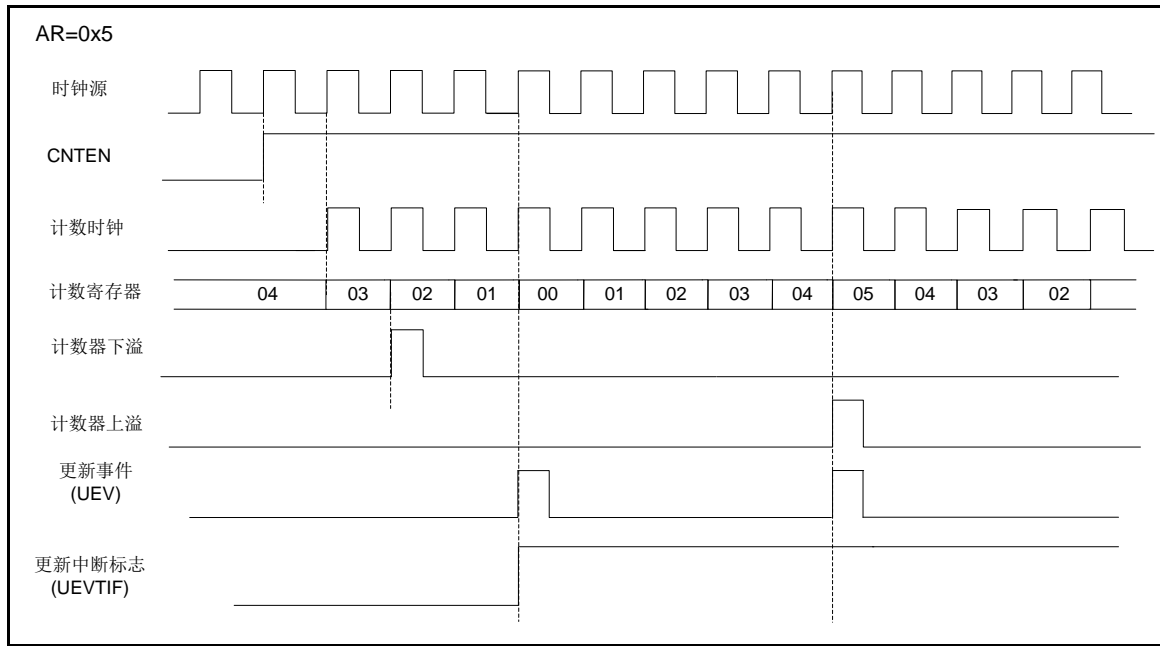 AR=0x5
时钟源
CNTEN
计数时钟
计数寄存器
04 03 02 01 00 01 02 03 04 05 04 03 02
计数器下溢
计数器上溢
更新事件
(UEV)
更新中断标志
(UEVTIF)